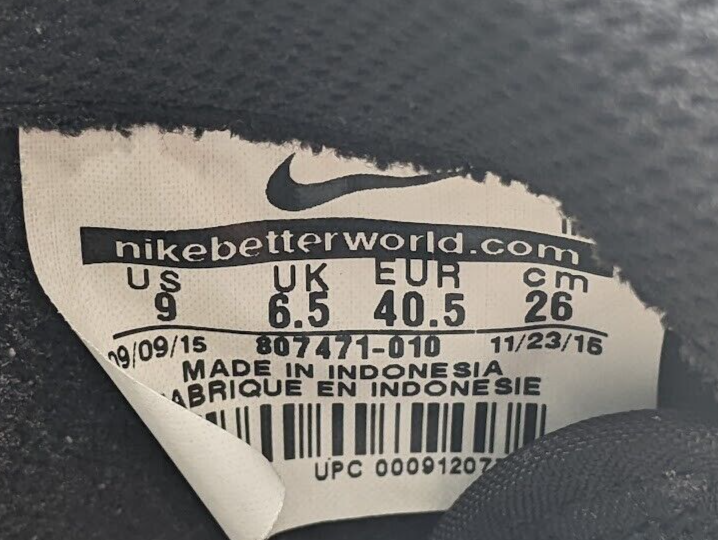 nikebetterworld.com
US UK EUR cm
9 6.5 40.5 26
09/09/15 807471-010 11/23/15
MADE IN INDONESIA
FABRIQUE EN INDONESIE
UPC 00091207